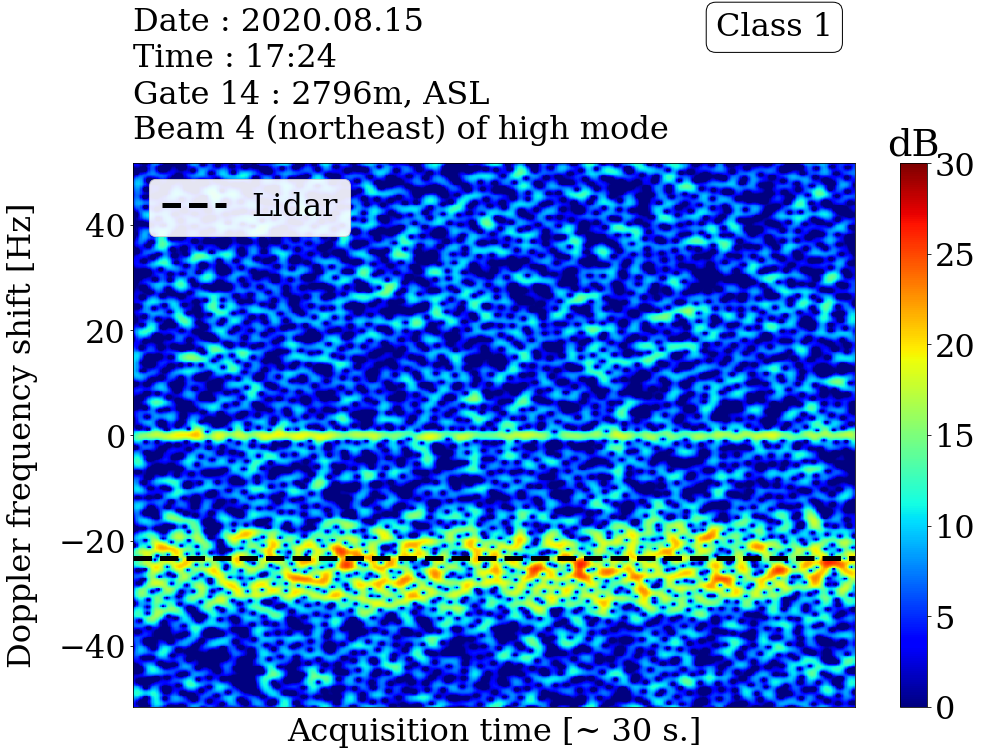 Date : 2020.08.15
Time : 17:24
Gate 14 : 2796m, ASL
Beam 4 (northeast) of high mode
Class 1
dB
Lidar
Doppler frequency shift [Hz]
40
20
0
−20
−40
30
25
20
15
10
5
0
Acquisition time [~ 30 s.]